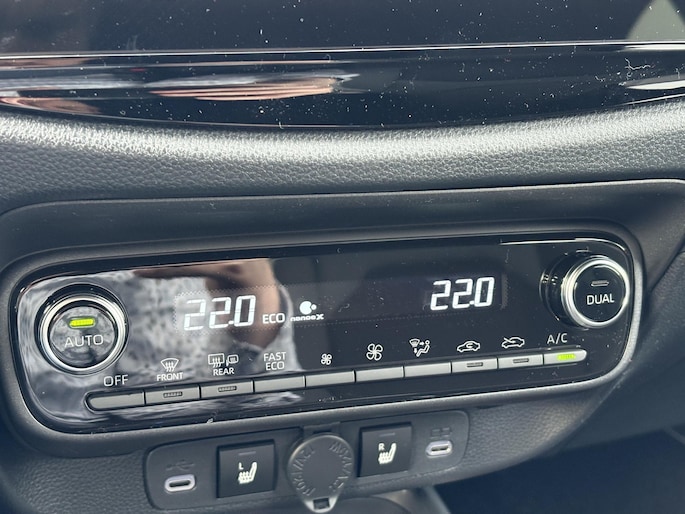 22.0 ECO nanoeX
22.0
AUTO
DUAL
OFF
FRONT
REAR
FAST
ECO
A/C
L
R